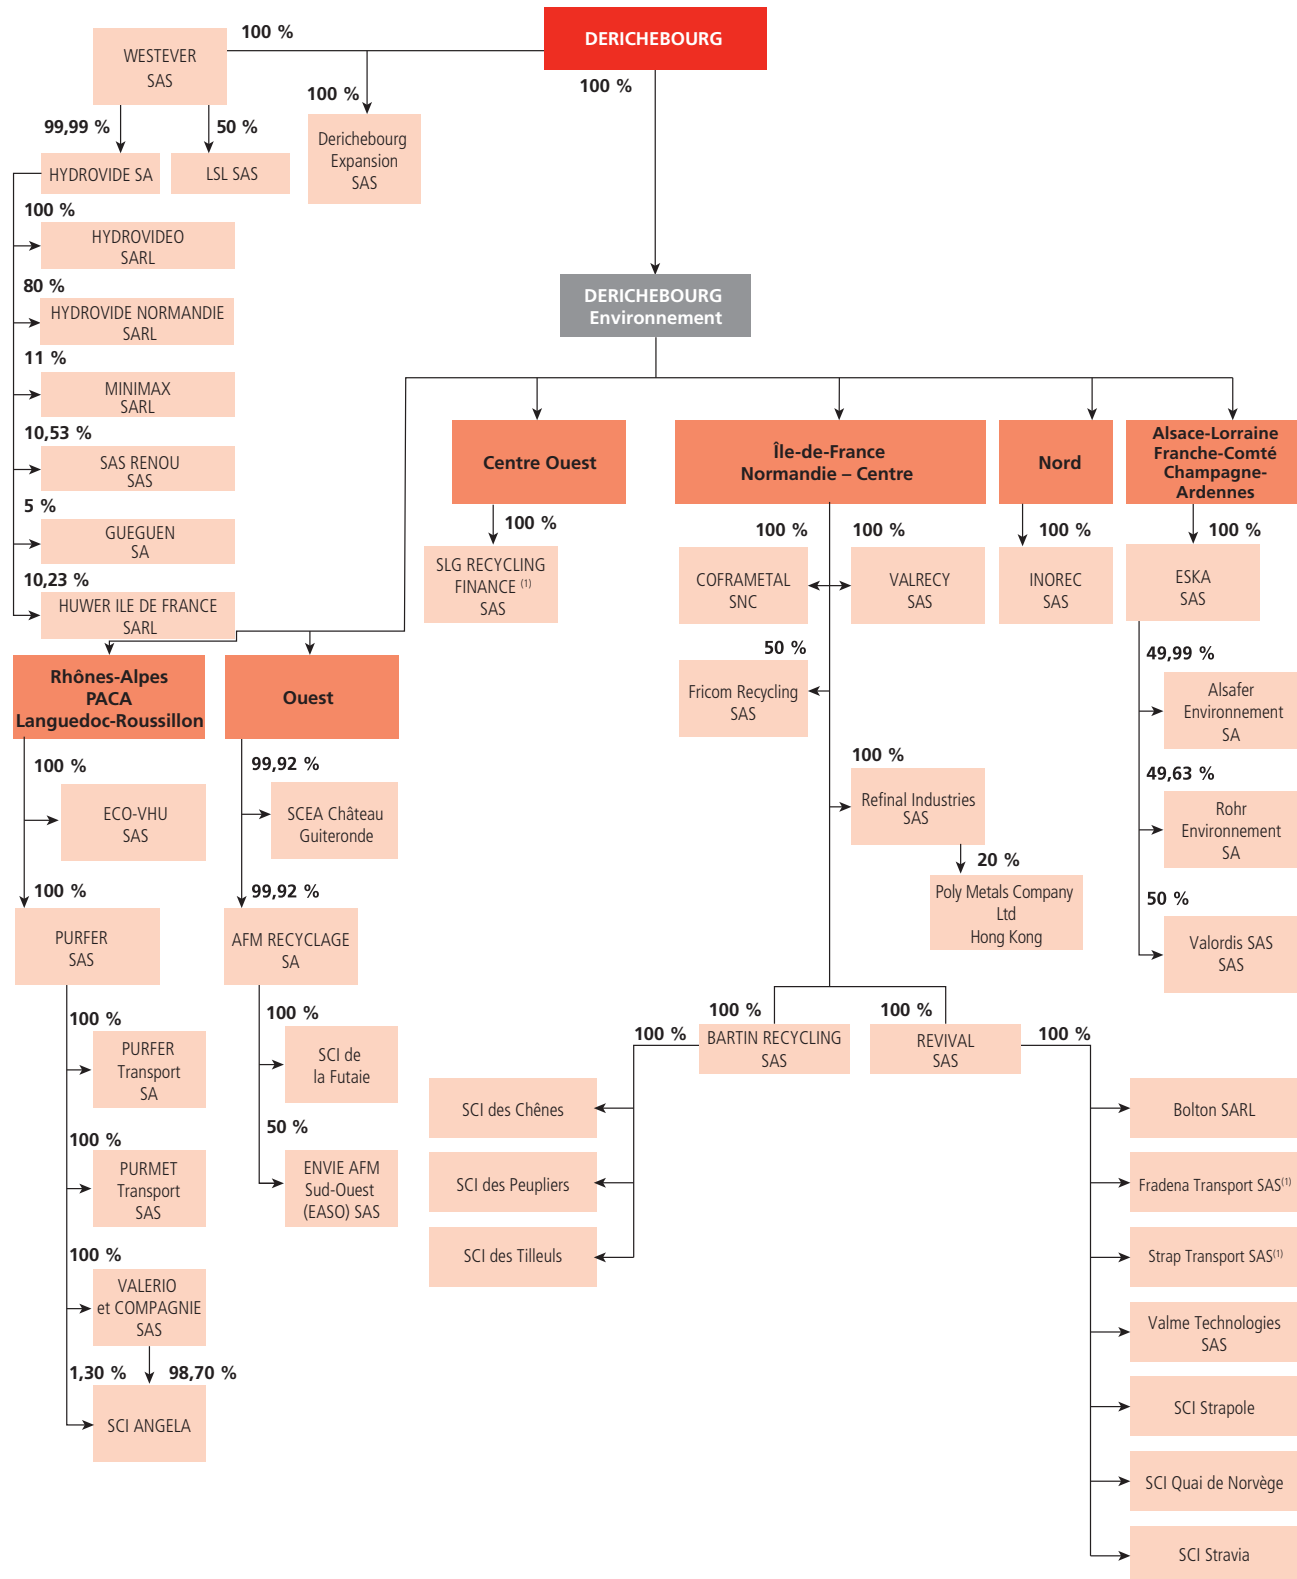 DERICHEBOURG
100 %
WESTEVER
SAS
100 %
100 %
99,99 %
50 %
Derichebourg
Expansion
SAS
HYDROVIDE SA
LSL SAS
100 %
HYDROVIDEO
SARL
80 %
HYDROVIDE NORMANDIE
SARL
11 %
MINIMAX
SARL
10,53 %
SAS RENOU
SAS
5 %
GUEGUEN
SA
10,23 %
HUWER ILE DE FRANCE
SARL
DERICHEBOURG
Environnement
Centre Ouest
100 %
SLG RECYCLING
FINANCE (1)
SAS
Île-de-France
Normandie – Centre
100 %
100 %
COFRAMETAL
SNC
VALRECY
SAS
50 %
Fricom Recycling
SAS
100 %
Refinal Industries
SAS
20 %
Poly Metals Company
Ltd
Hong Kong
Nord
100 %
INOREC
SAS
Alsace-Lorraine
Franche-Comté
Champagne-
Ardennes
100 %
ESKA
SAS
49,99 %
Alsafer
Environnement
SA
49,63 %
Rohr
Environnement
SA
50 %
Valordis SAS
SAS
Rhônes-Alpes
PACA
Languedoc-Roussillon
100 %
ECO-VHU
SAS
100 %
PURFER
SAS
100 %
PURFER
Transport
SA
100 %
PURMET
Transport
SAS
100 %
VALERIO
et COMPAGNIE
SAS
1,30 %
98,70 %
SCI ANGELA
Ouest
99,92 %
SCEA Château
Guiteronde
99,92 %
AFM RECYCLAGE
SA
100 %
SCI de
la Futaie
50 %
ENVIE AFM
Sud-Ouest
(EASO) SAS
100 %
BARTIN RECYCLING
SAS
100 %
SCI des Chênes
SCI des Peupliers
SCI des Tilleuls
100 %
REVIVAL
SAS
100 %
Bolton SARL
Fradena Transport SAS(1)
Strap Transport SAS(1)
Valme Technologies
SAS
SCI Strapole
SCI Quai de Norvège
SCI Stravia